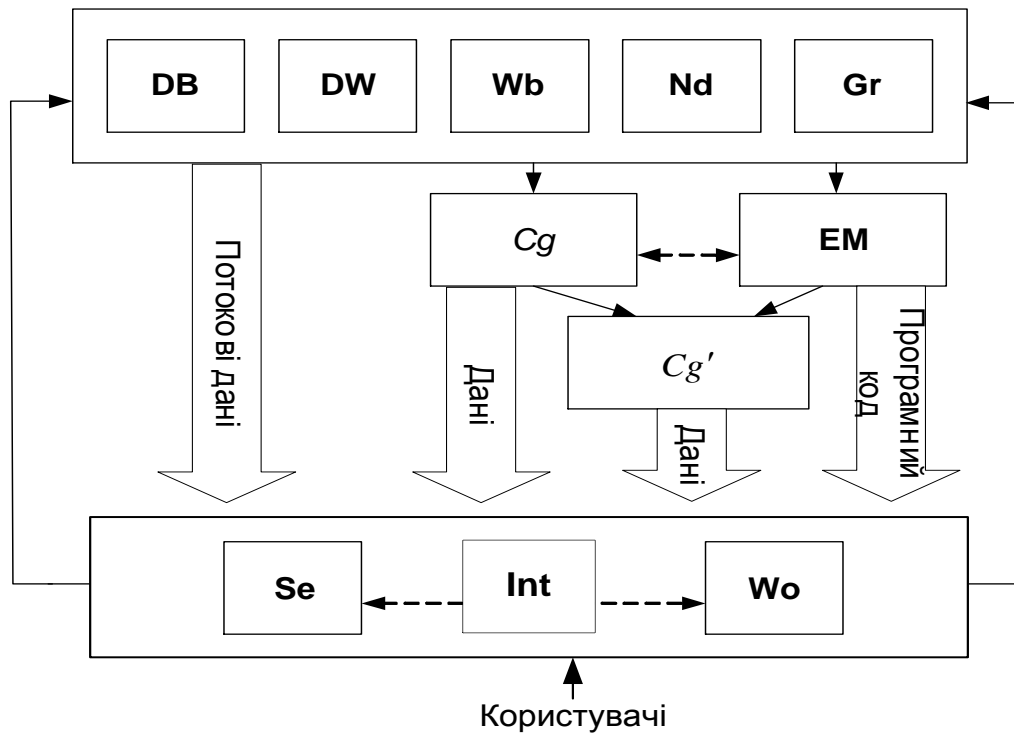 DB
DW
Wb
Nd
Gr
Cg
EM
Cg'
Потокові дані
Дані
Дані
Програмний
код
Se
Int
Wo
Користувачі